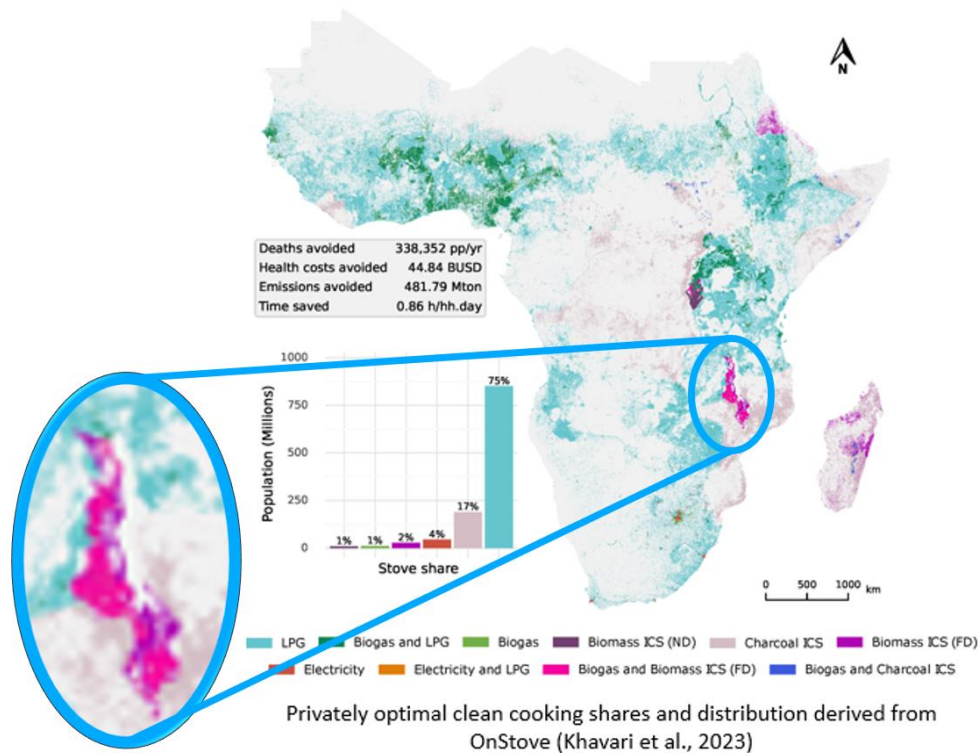 N
Deaths avoided 338,352 pp/yr
Health costs avoided 44.84 BUSD
Emissions avoided 481.79 Mton
Time saved 0.86 h/hh.day
Population (Millions)
1000
750
500
250
0
1%
1%
2%
4%
17%
75%
Stove share
0 500 1000 km
LPG Biogas and LPG Biogas Biomass ICS (ND) Charcoal ICS Biomass ICS (FD)
Electricity Electricity and LPG Biogas and Biomass ICS (FD) Biogas and Charcoal ICS
Privately optimal clean cooking shares and distribution derived from
OnStove (Khavari et al., 2023)